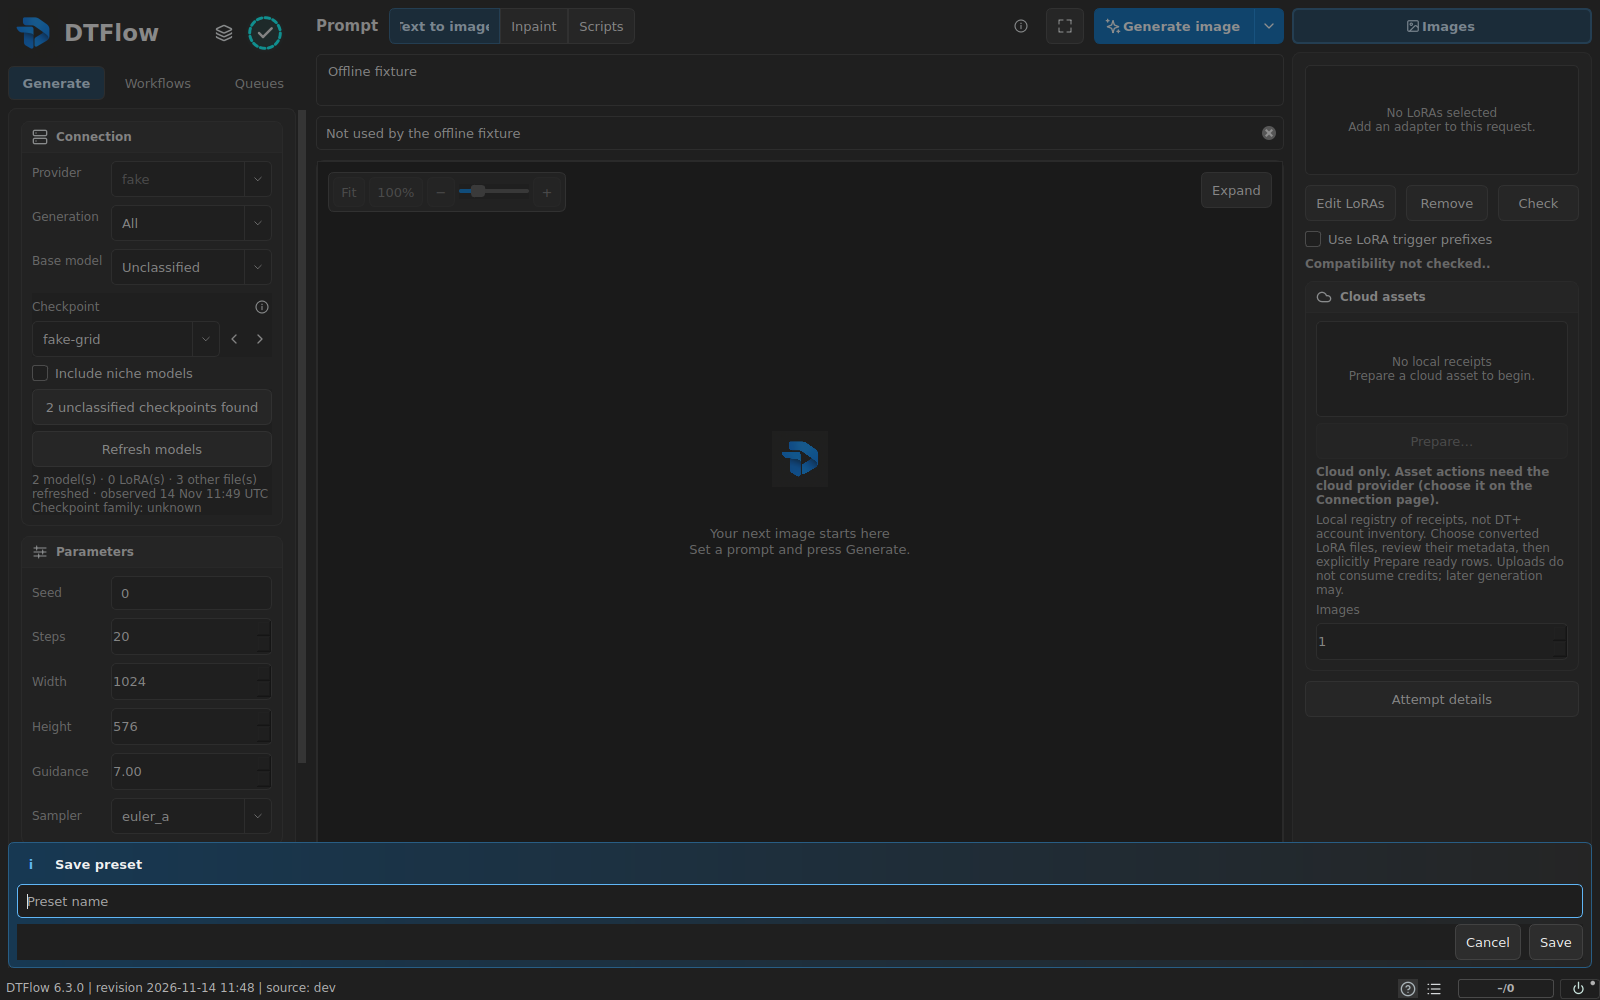 DTFlow
Generate
Workflows
Queues
Connection
Provider
fake
Generation
All
Base model
Unclassified
Checkpoint
fake-grid
Include niche models
2 unclassified checkpoints found
Refresh models
2 model(s) · 0 LoRA(s) · 3 other file(s)
refreshed · observed 14 Nov 11:49 UTC
Checkpoint family: unknown
Parameters
Seed
0
Steps
20
Width
1024
Height
576
Guidance
7.00
Sampler
euler_a
Prompt
Text to image
Inpaint
Scripts
Generate image
Offline fixture
Not used by the offline fixture
Fit
100%
Expand
Your next image starts here
Set a prompt and press Generate.
Images
No LoRAs selected
Add an adapter to this request.
Edit LoRAs
Remove
Check
Use LoRA trigger prefixes
Compatibility not checked..
Cloud assets
No local receipts
Prepare a cloud asset to begin.
Prepare...
Cloud only. Asset actions need the
cloud provider (choose it on the
Connection page).
Local registry of receipts, not DT+
account inventory. Choose converted
LoRA files, review their metadata, then
explicitly Prepare ready rows. Uploads do
not consume credits; later generation
may.
Images
1
Attempt details
i
Save preset
Preset name
Cancel
Save
DTFlow 6.3.0 | revision 2026-11-14 11:48 | source: dev
–/0